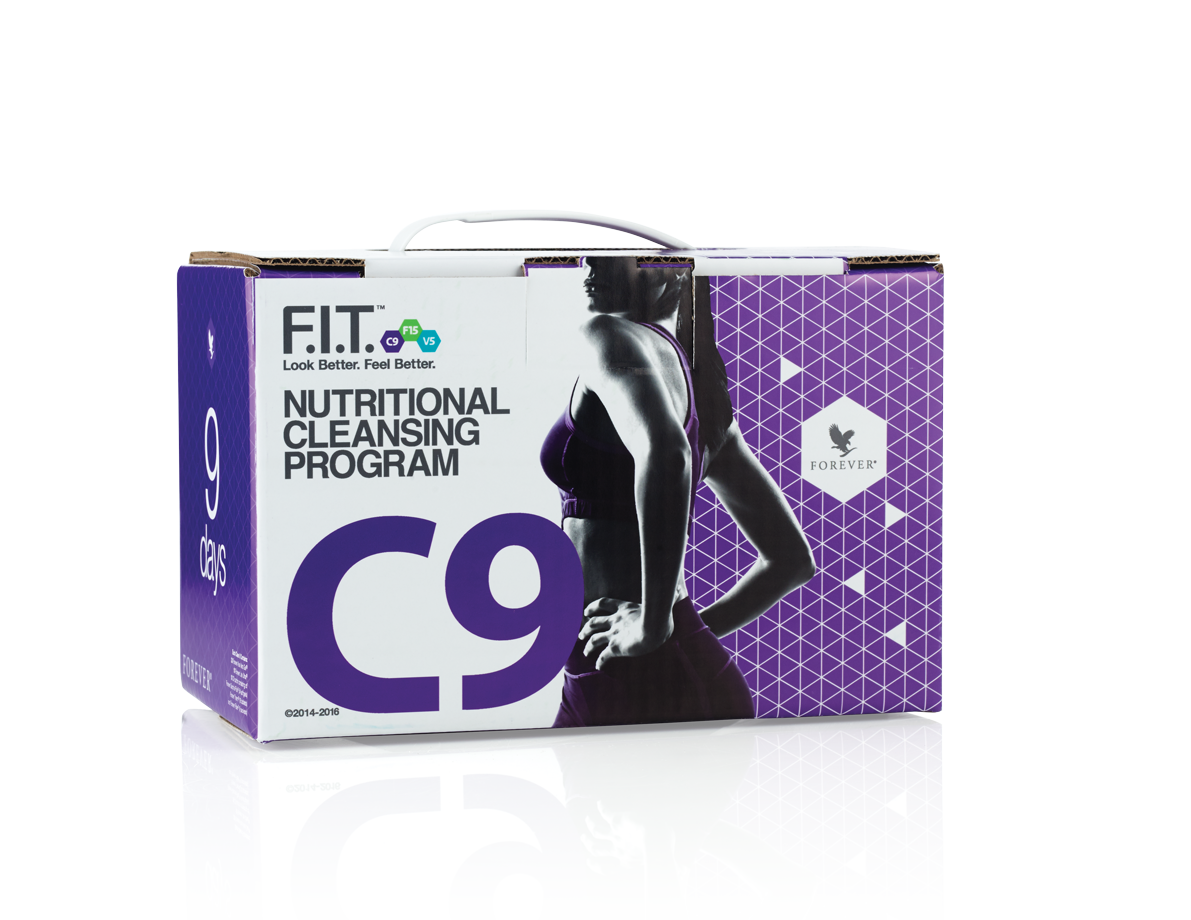 F.I.T.™
C9
F15
V5
Look Better. Feel Better.
NUTRITIONAL
CLEANSING
PROGRAM
C9
©2014-2016
FOREVER®
9
days
FOREVER®